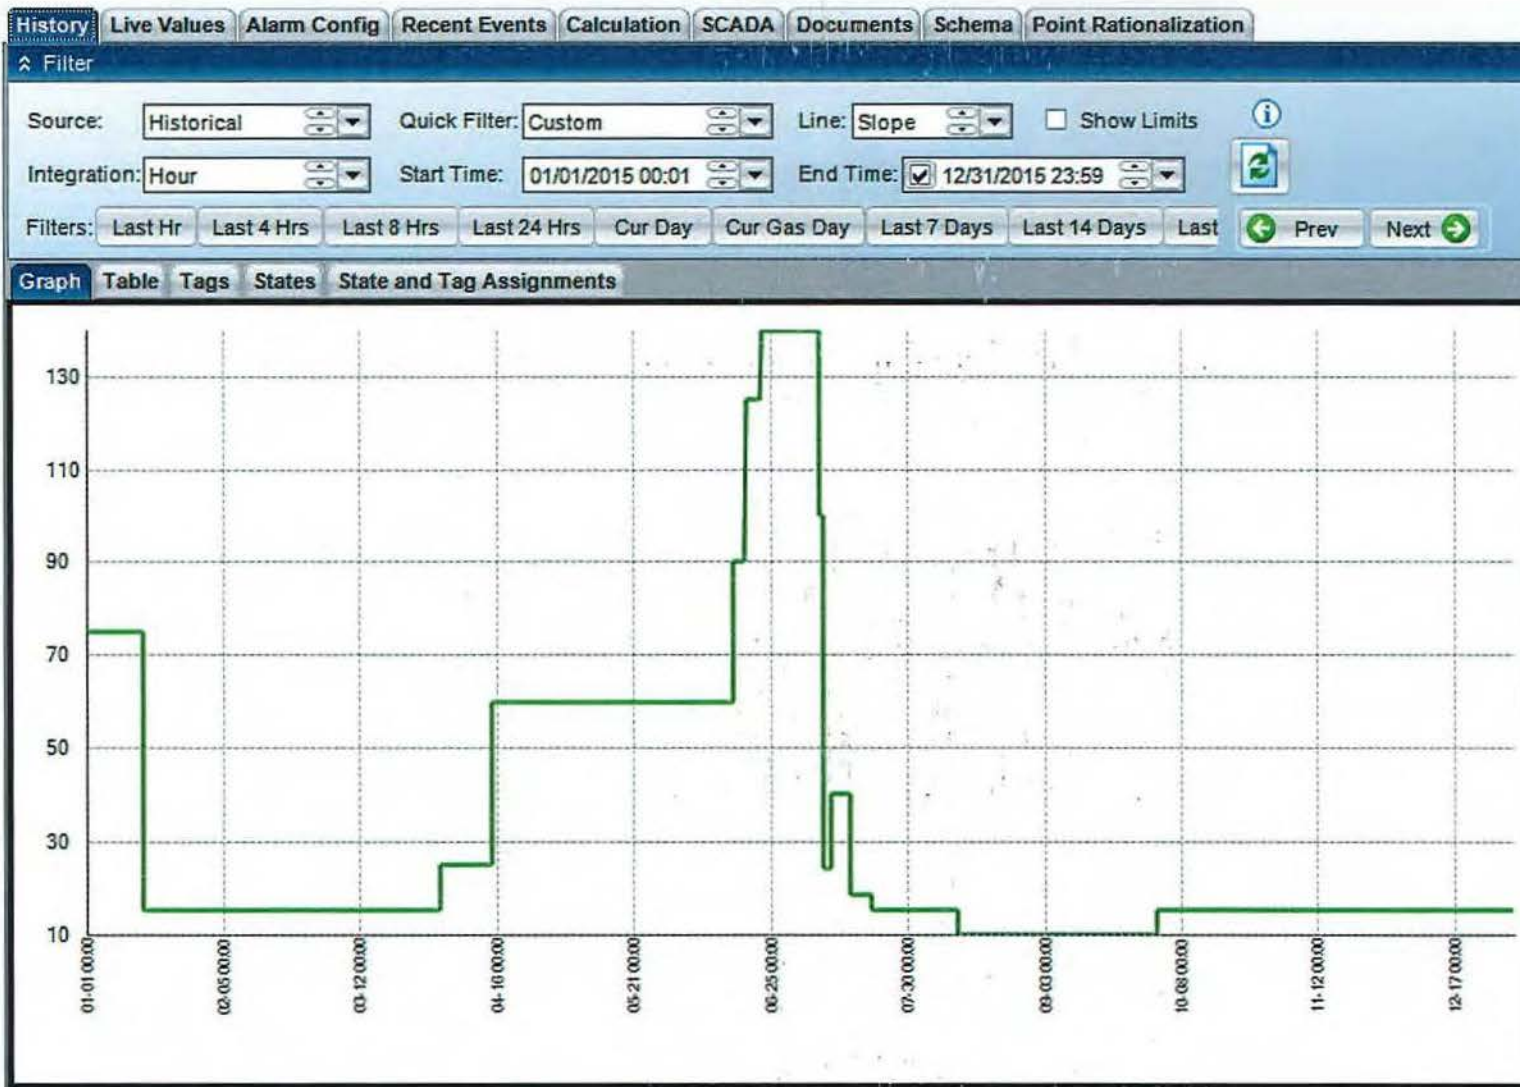 History Live Values Alarm Config Recent Events Calculation SCADA Documents Schema Point Rationalization
Filter
Source: Historical Quick Filter: Custom Line: Slope Show Limits
Integration: Hour Start Time: 01/01/2015 00:01 End Time: 12/31/2015 23:59
Filters: Last Hr Last 4 Hrs Last 8 Hrs Last 24 Hrs Cur Day Cur Gas Day Last 7 Days Last 14 Days Last Prev Next
Graph Table Tags States State and Tag Assignments
130
110
90
70
50
30
10
01-01 00:00 02-05 00:00 03-12 00:00 04-16 00:00 05-21 00:00 06-25 00:00 07-30 00:00 09-03 00:00 10-08 00:00 11-12 00:00 12-17 00:00